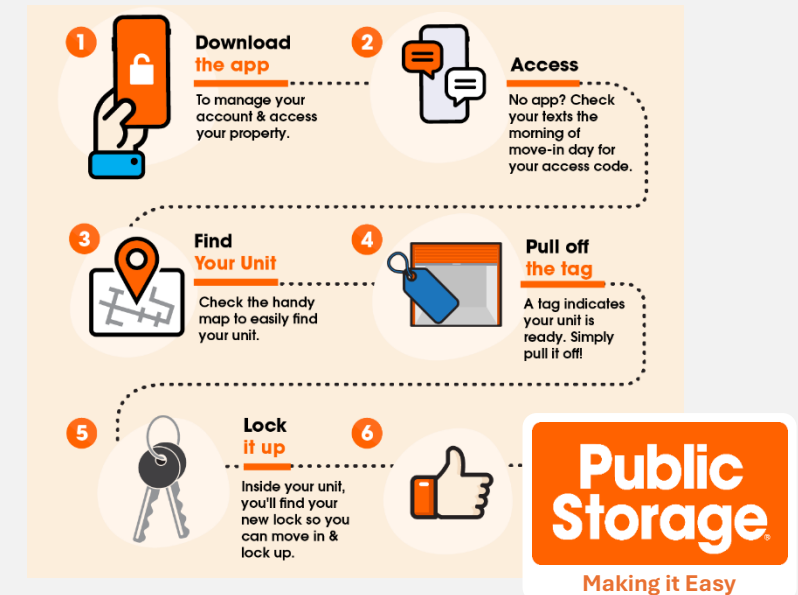 1
Download
the app
To manage your
account & access
your property.
2
Access
No app? Check
your texts the
morning of
move-in day for
your access code.
3
Find
Your Unit
Check the handy
map to easily find
your unit.
4
Pull off
the tag
A tag indicates
your unit is
ready. Simply
pull it off!
5
Lock
it up
Inside your unit,
you'll find your
new lock so you
can move in &
lock up.
6
Public
Storage®
Making it Easy